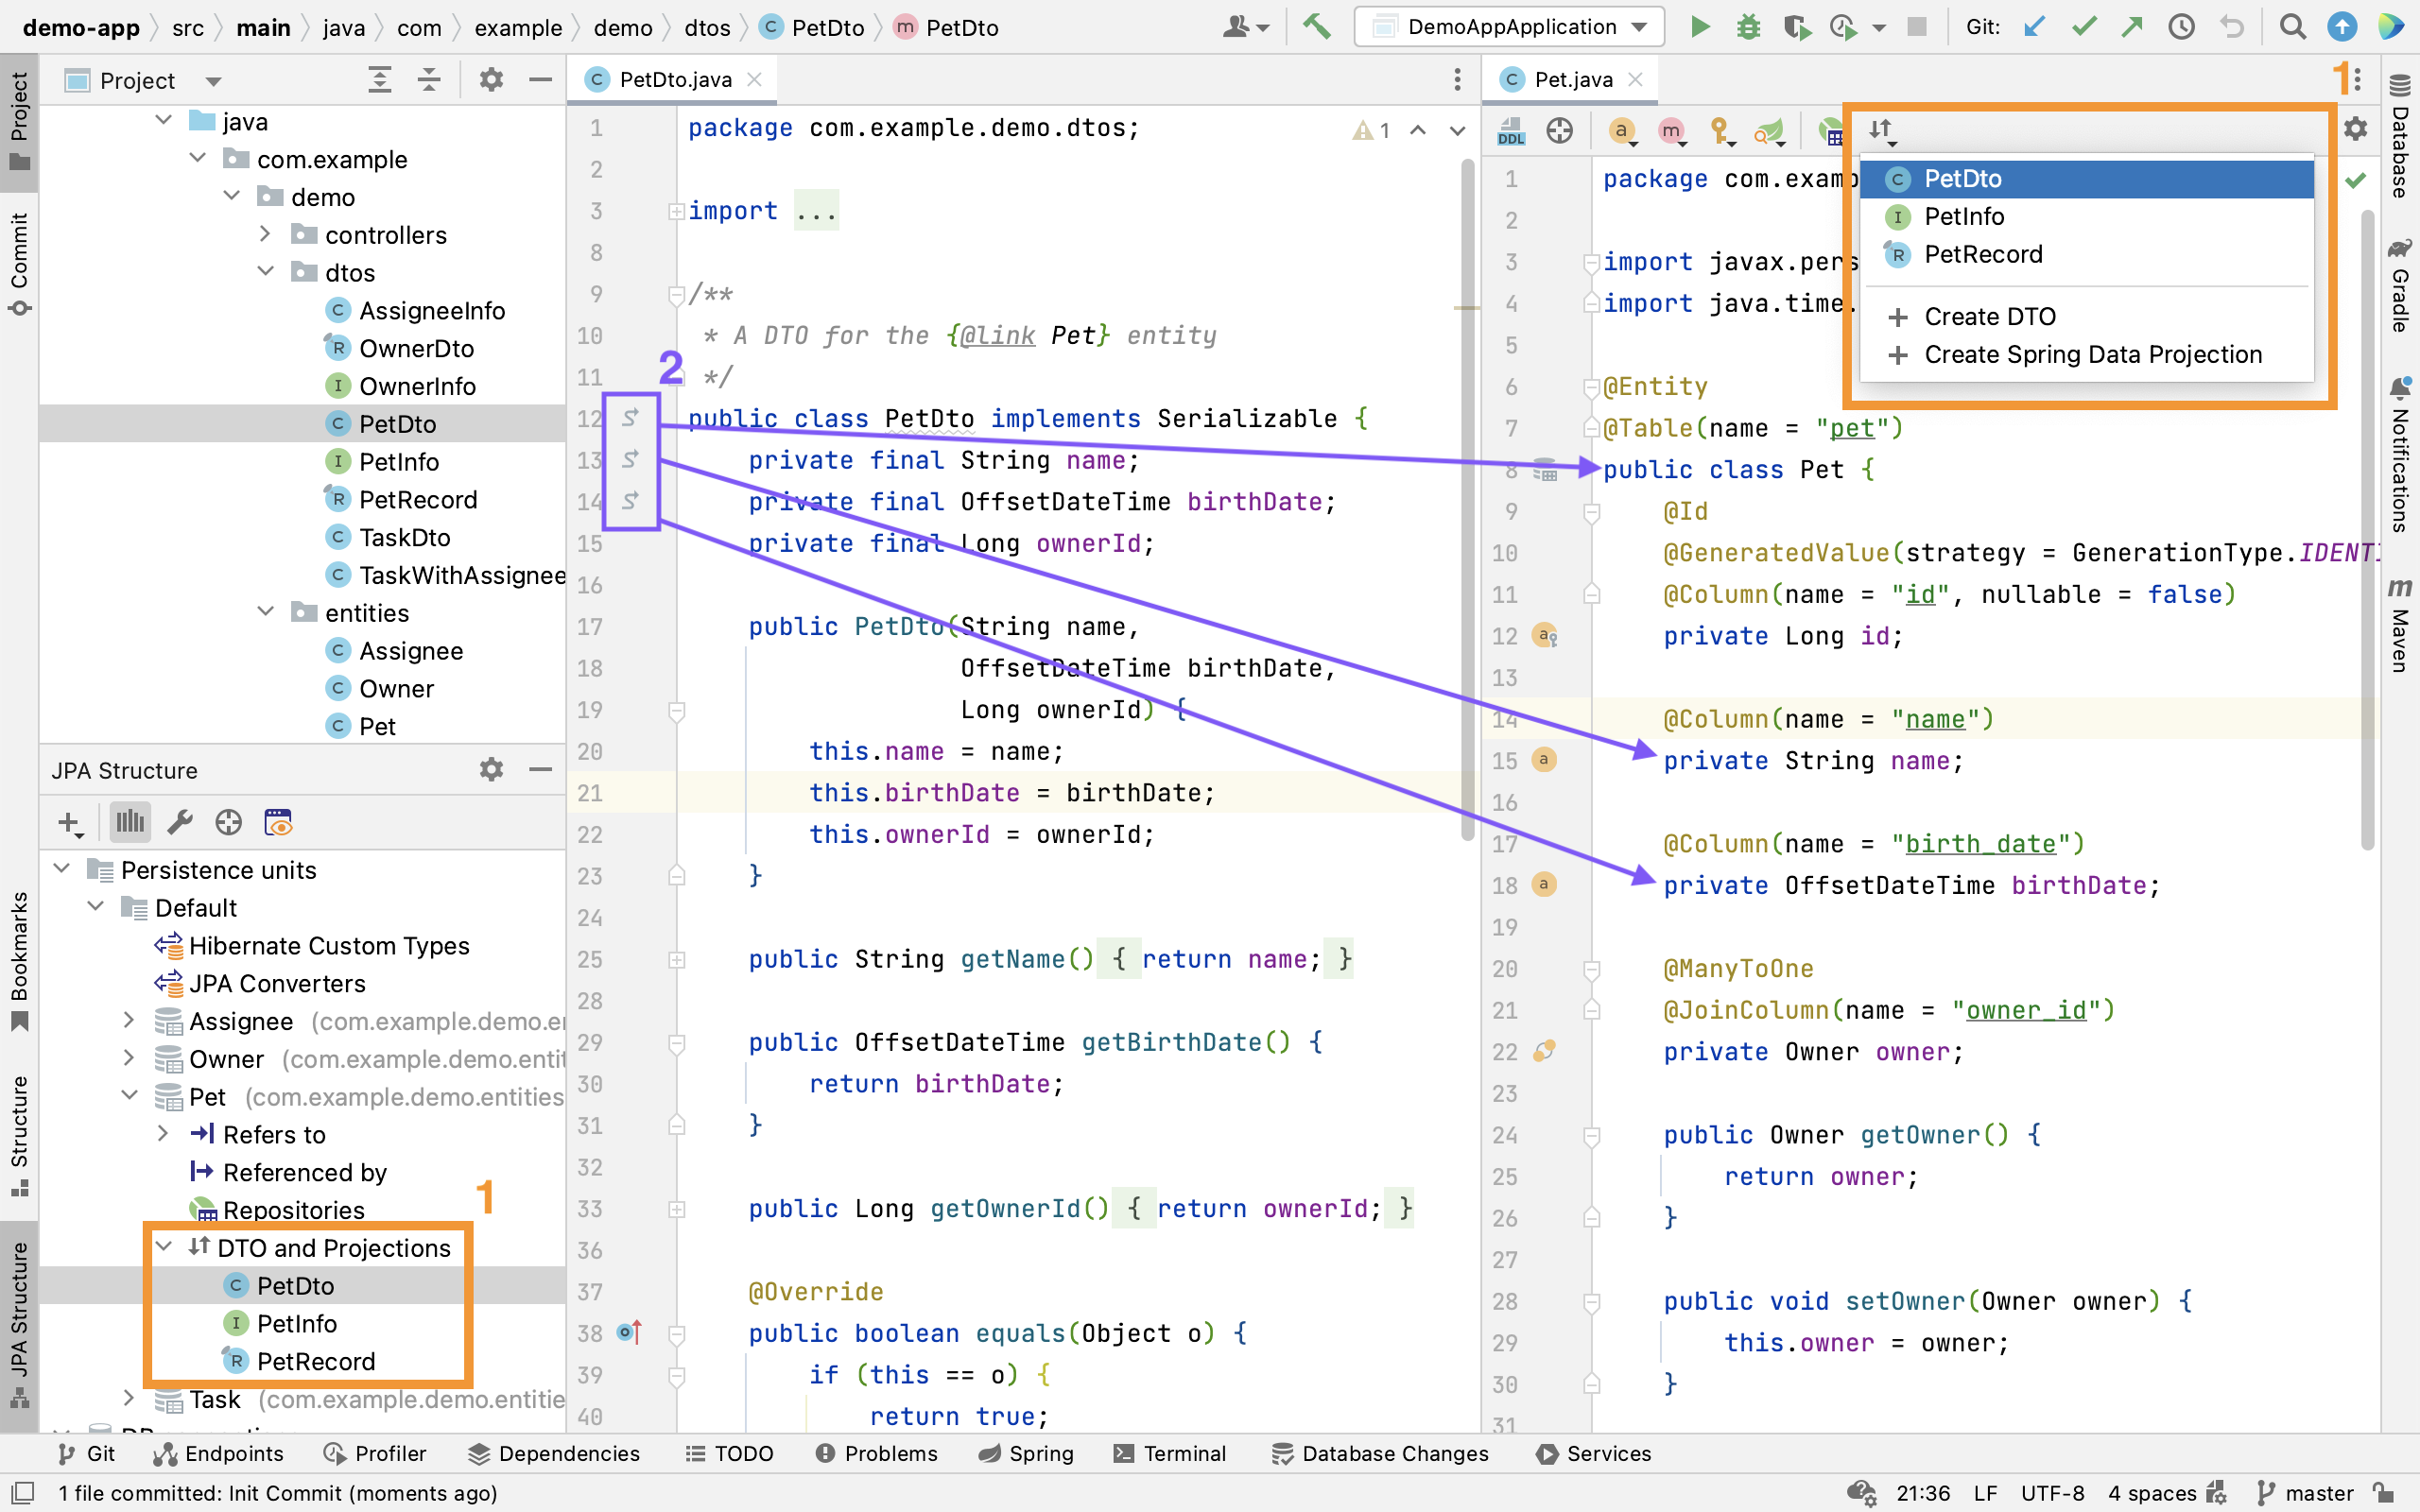 demo-app src main java com example demo dtos PetDto PetDto
DemoAppApplication
Git:
Project
Commit
Bookmarks
Structure
JPA Structure
Project
java
com.example
demo
controllers
dtos
AssigneeInfo
OwnerDto
OwnerInfo
PetDto
PetInfo
PetRecord
TaskDto
TaskWithAssignee
entities
Assignee
Owner
Pet
JPA Structure
Persistence units
Default
Hibernate Custom Types
JPA Converters
Assignee (com.example.demo.e
Owner (com.example.demo.entit
Pet (com.example.demo.entities
Refers to
Referenced by
Repositories
1
DTO and Projections
PetDto
PetInfo
PetRecord
Task (com.example.demo.entitie
PetDto.java
1
1 package com.example.demo.dtos;
2
3 import ...
8
9 /**
10 * A DTO for the {@link Pet} entity
11 */
2
12 public class PetDto implements Serializable {
13 private final String name;
14 private final OffsetDateTime birthDate;
15 private final Long ownerId;
16
17 public PetDto(String name,
18 OffsetDateTime birthDate,
19 Long ownerId) {
20 this.name = name;
21 this.birthDate = birthDate;
22 this.ownerId = ownerId;
23 }
24
25 public String getName() { return name; }
28
29 public OffsetDateTime getBirthDate() {
30 return birthDate;
31 }
32
33 public Long getOwnerId() { return ownerId; }
36
37 @Override
38 public boolean equals(Object o) {
39 if (this == o) {
40 return true;
Pet.java
1
DDL
PetDto
PetInfo
PetRecord
Create DTO
Create Spring Data Projection
1 package com.examp
2
3 import javax.pers
4 import java.time.
5
6 @Entity
7 @Table(name = "pet")
8 public class Pet {
9 @Id
10 @GeneratedValue(strategy = GenerationType.IDENTI
11 @Column(name = "id", nullable = false)
12 private Long id;
13
14 @Column(name = "name")
15 private String name;
16
17 @Column(name = "birth_date")
18 private OffsetDateTime birthDate;
19
20 @ManyToOne
21 @JoinColumn(name = "owner_id")
22 private Owner owner;
23
24 public Owner getOwner() {
25 return owner;
26 }
27
28 public void setOwner(Owner owner) {
29 this.owner = owner;
30 }
31
Database
Gradle
Notifications
Maven
Git Endpoints Profiler Dependencies TODO Problems Spring Terminal Database Changes Services
1 file committed: Init Commit (moments ago)
21:36 LF UTF-8 4 spaces master